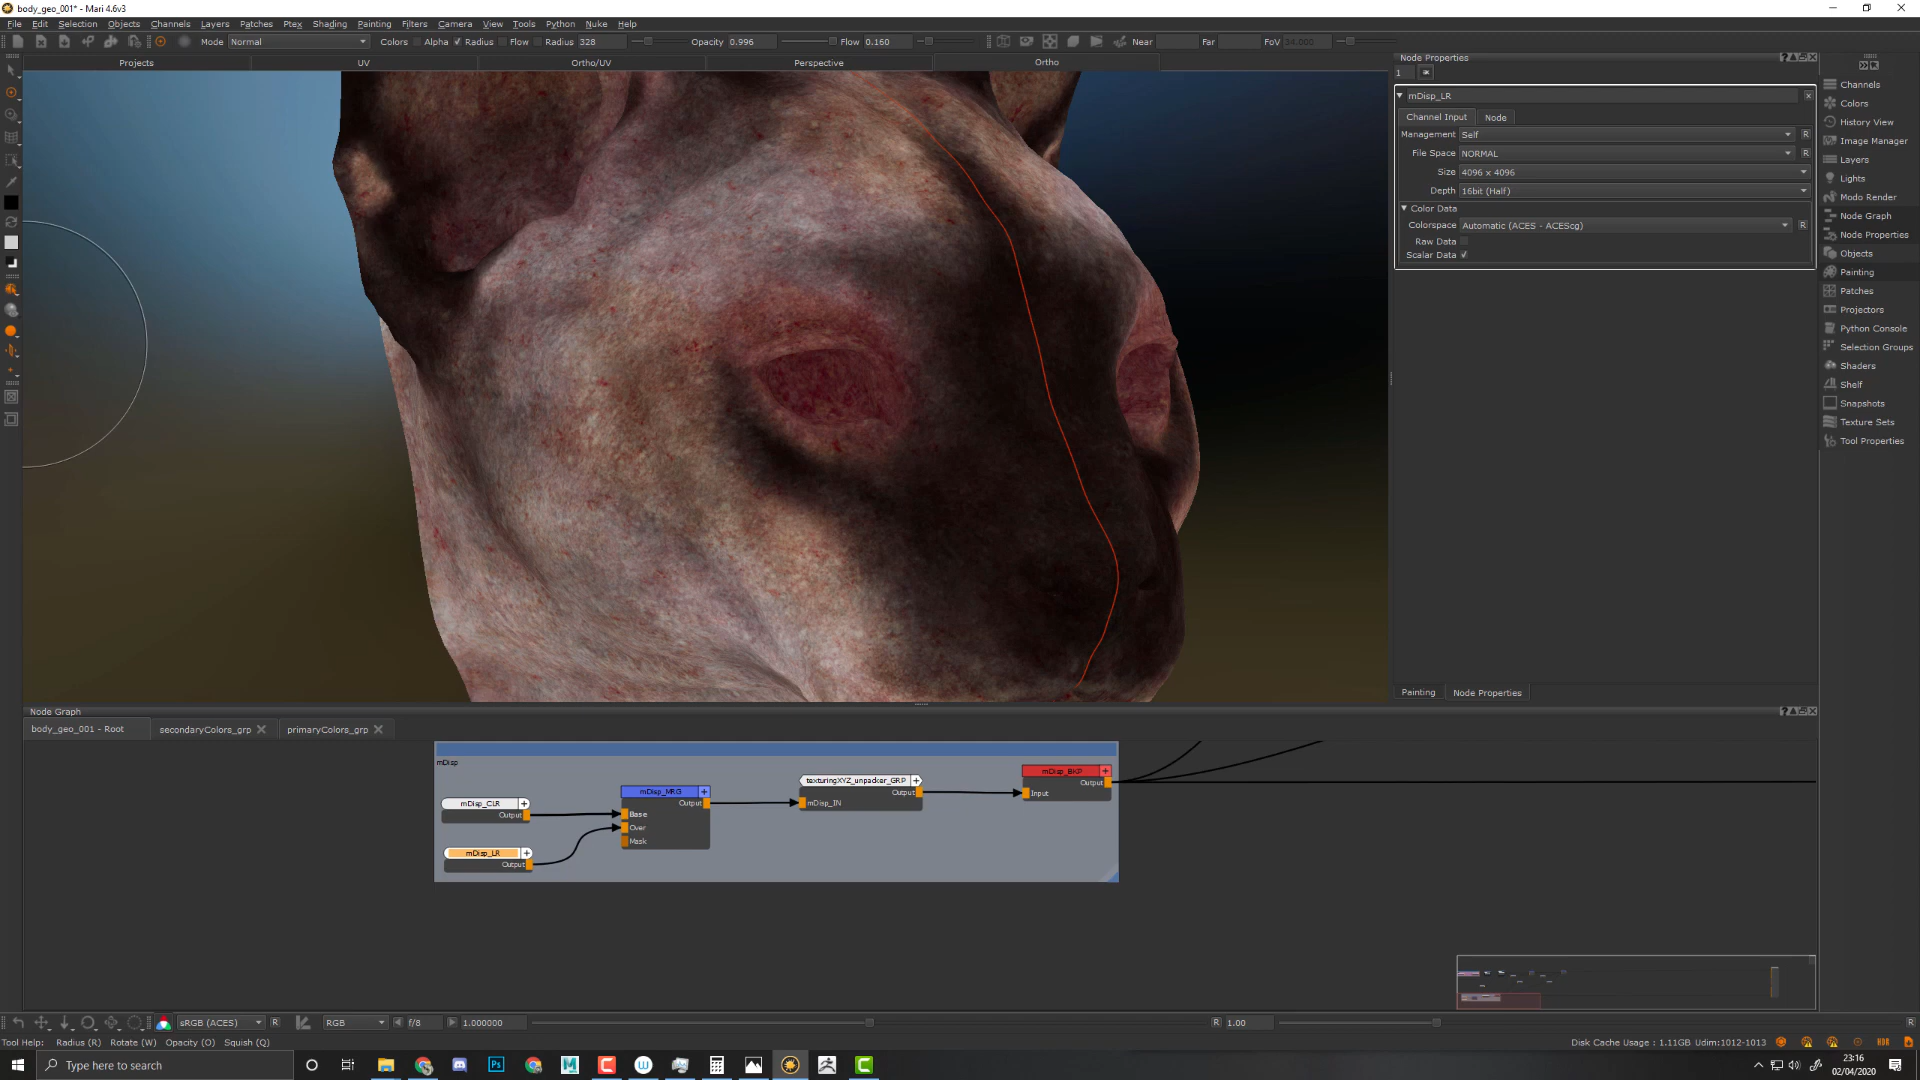 body_geo_001* - Mari 4.6v3
File Edit Selection Objects Channels Layers Patches Ptex Shading Painting Filters Camera View Tools Python Nuke Help
Mode Normal Colors Alpha Radius Flow Radius 328 Opacity 0.996 Flow 0.160 Near Far FoV 34.000
Projects UV Ortho/UV Perspective Ortho
Node Properties
1
mDisp_LR
Channel Input Node
Management Self R
File Space NORMAL R
Size 4096 x 4096
Depth 16bit (Half)
Color Data
Colorspace Automatic (ACES - ACEScg) R
Raw Data
Scalar Data
Channels
Colors
History View
Image Manager
Layers
Lights
Modo Render
Node Graph
Node Properties
Objects
Painting
Patches
Projectors
Python Console
Selection Groups
Shaders
Shelf
Snapshots
Texture Sets
Tool Properties
Painting Node Properties
Node Graph
body_geo_001 - Root secondaryColors_grp primaryColors_grp
mDisp
mDisp_CLR
Output
mDisp_LR
Output
mDisp_MRG
Output
Base
Over
Mask
texturingXYZ_unpacker_GRP
Output
mDisp_IN
mDisp_BKP
Output
Input
sRGB (ACES) R RGB f/8 1.000000 R 1.00 R
Tool Help: Radius (R) Rotate (W) Opacity (O) Squish (Q)
Disk Cache Usage : 1.11GB Udim:1012-1013
HDR
Type here to search
23:16
02/04/2020